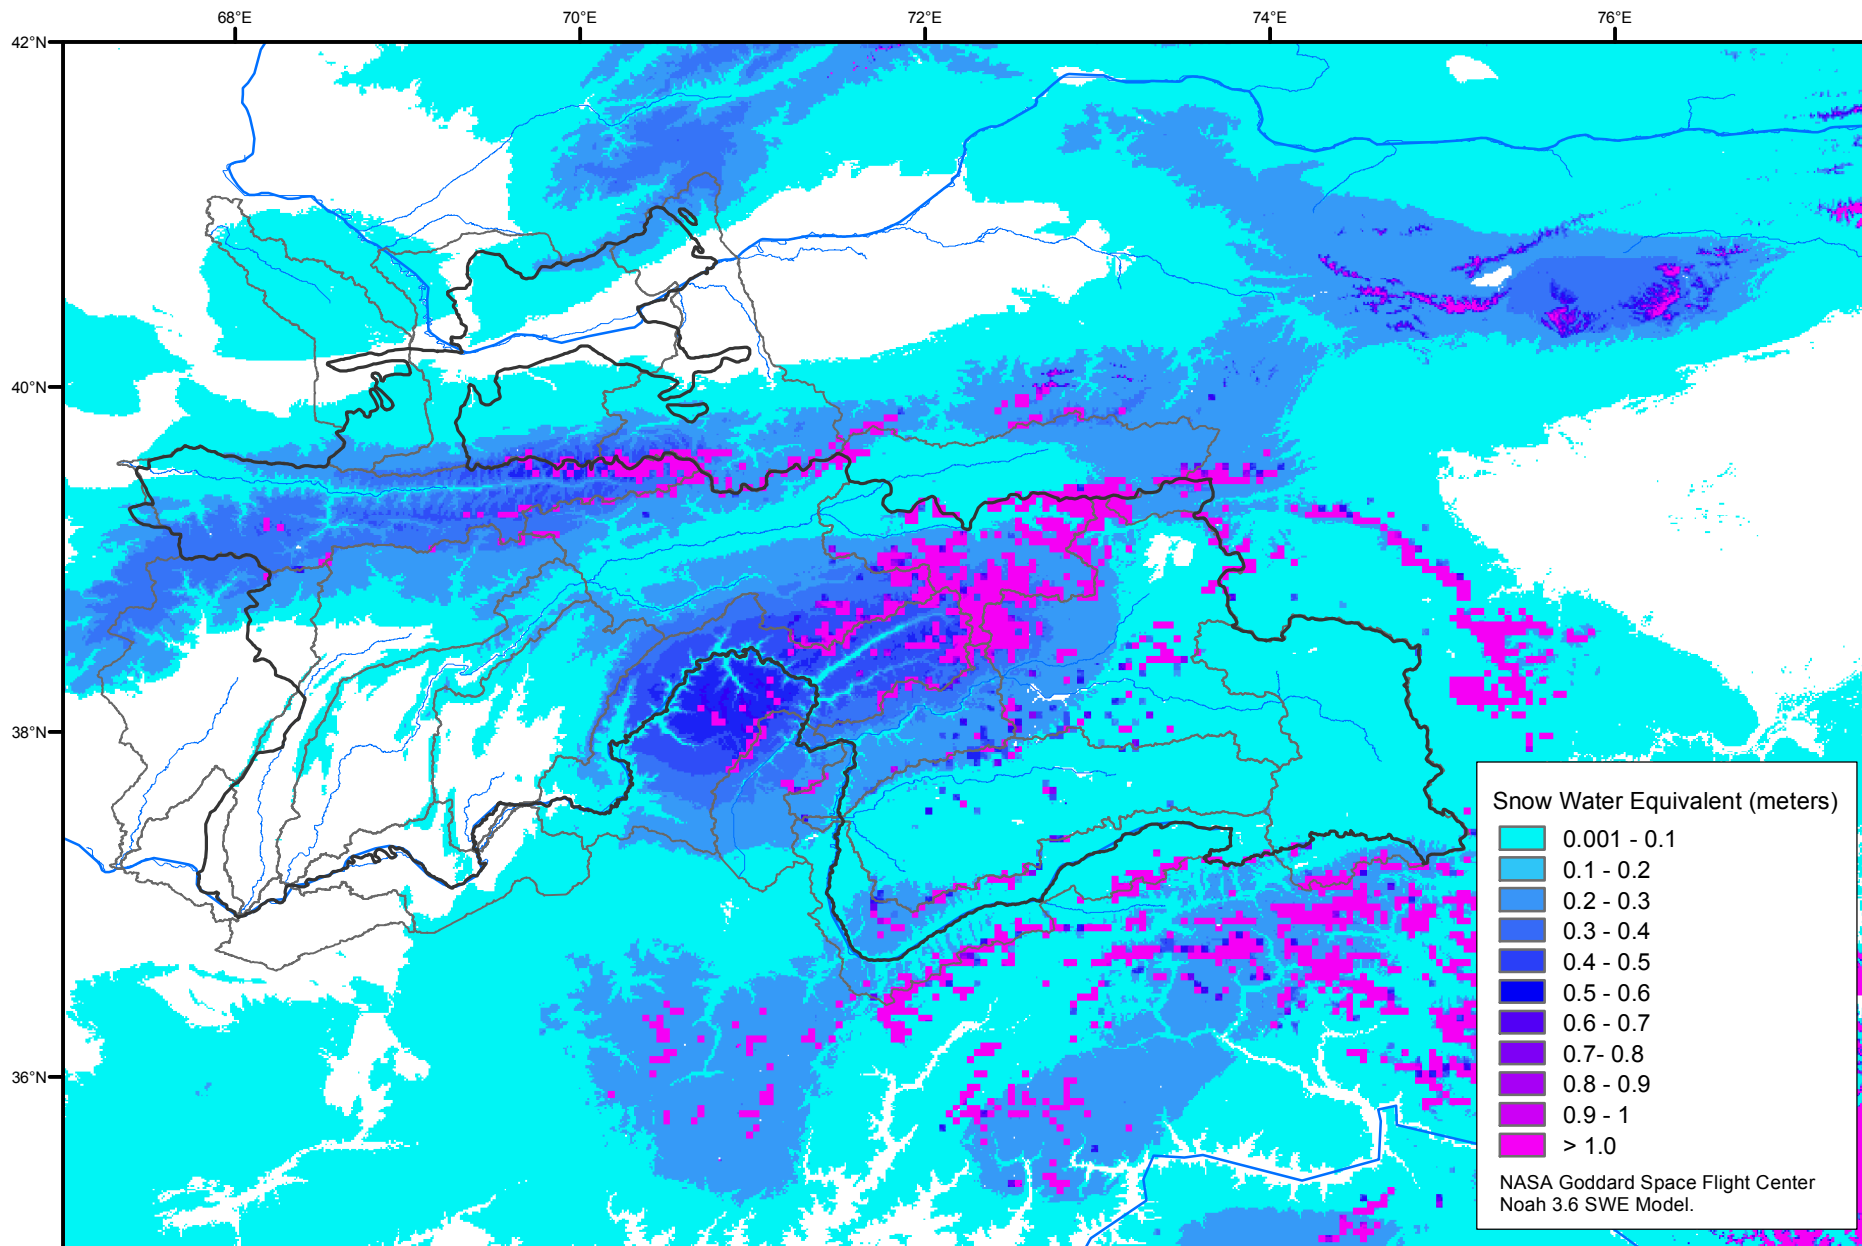 68°E
70°E
72°E
74°E
76°E
42°N
40°N
38°N
36°N
Snow Water Equivalent (meters)
0.001 - 0.1
0.1 - 0.2
0.2 - 0.3
0.3 - 0.4
0.4 - 0.5
0.5 - 0.6
0.6 - 0.7
0.7- 0.8
0.8 - 0.9
0.9 - 1
> 1.0
NASA Goddard Space Flight Center
Noah 3.6 SWE Model.